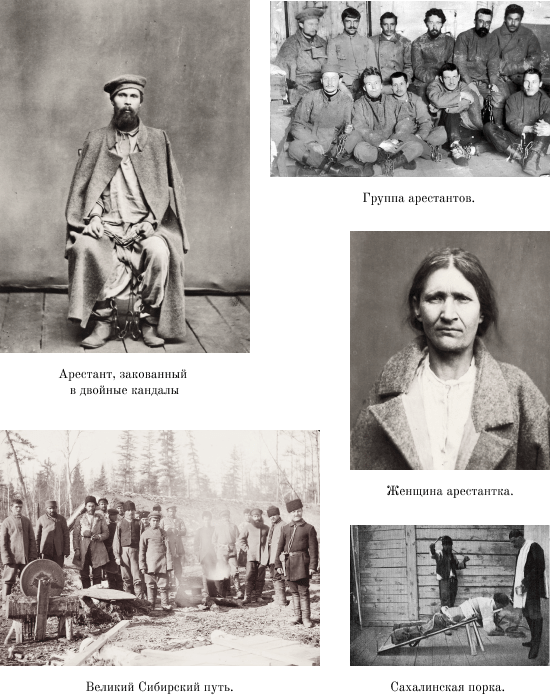 Группа арестантов.
Арестант, закованный
в двойные кандалы
Женщина арестантка.
Великий Сибирский путь.
Сахалинская порка.